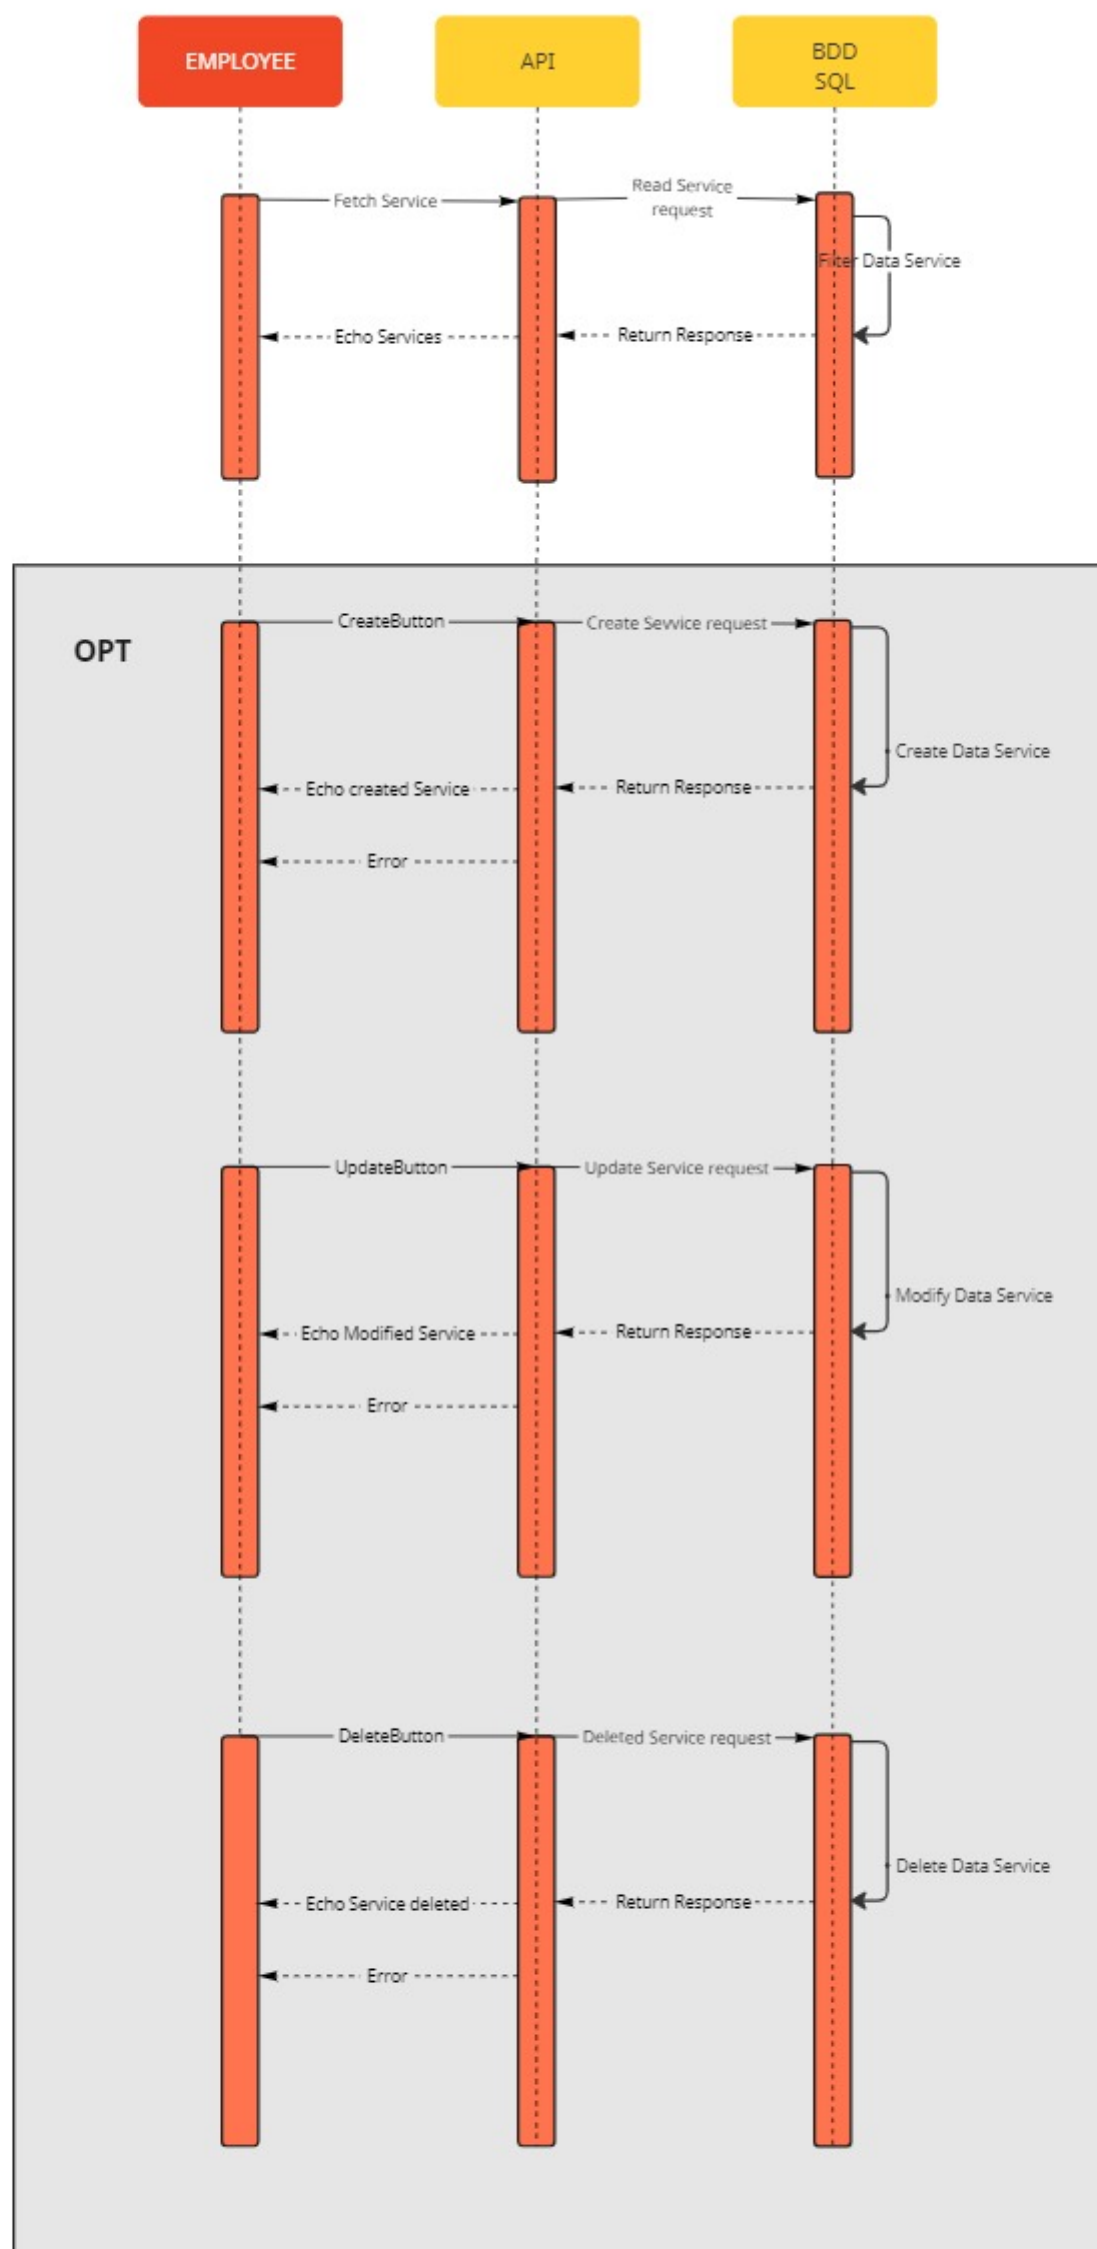 EMPLOYEE
API
BDD
SQL
Fetch Service
Read Service
request
Filter Data Service
Echo Services
Return Response
OPT
CreateButton
Create Sevvice request
Create Data Service
Echo created Service
Return Response
Error
UpdateButton
Update Service request
Modify Data Service
Echo Modified Service
Return Response
Error
DeleteButton
Deleted Service request
Delete Data Service
Echo Service deleted
Return Response
Error